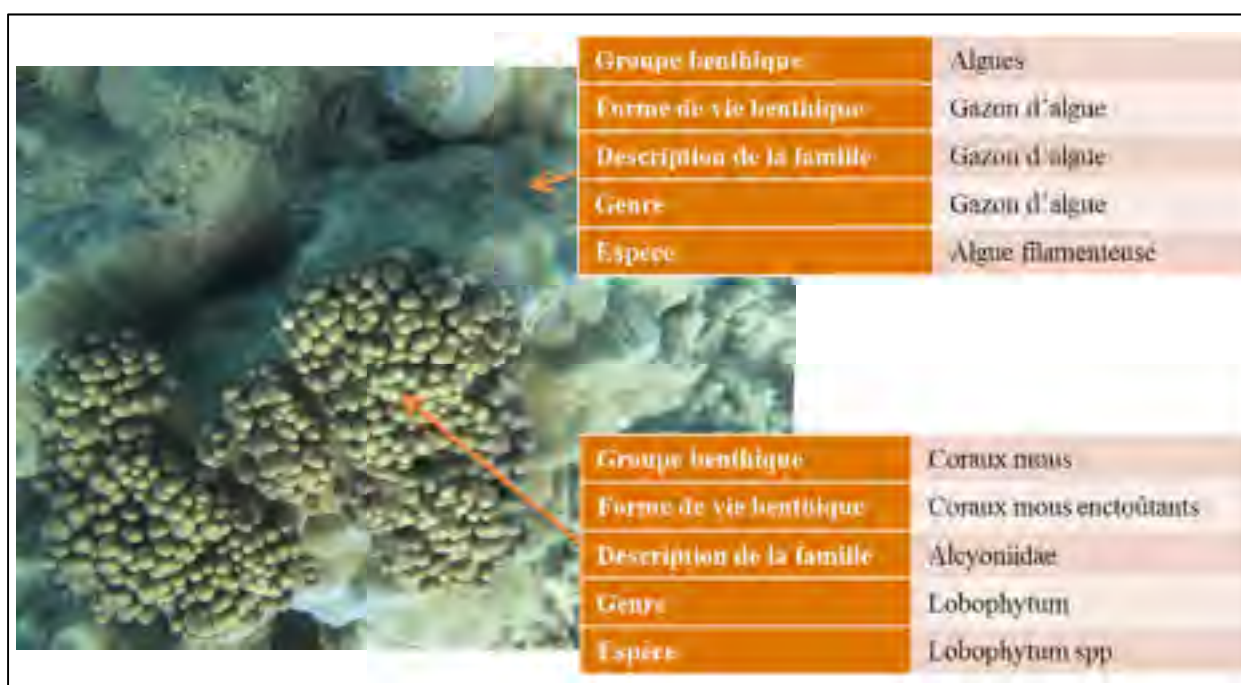 Groupe benthique Algues
Forme de vie benthique Gazon d'algue
Description de la famille Gazon d'algue
Genre Gazon d'algue
Espèce Algue filamenteuse
Groupe benthique Coraux mous
Forme de vie benthique Coraux mous enctoûtants
Description de la famille Alcyoniidae
Genre Lobophytum
Espèce Lobophytum spp